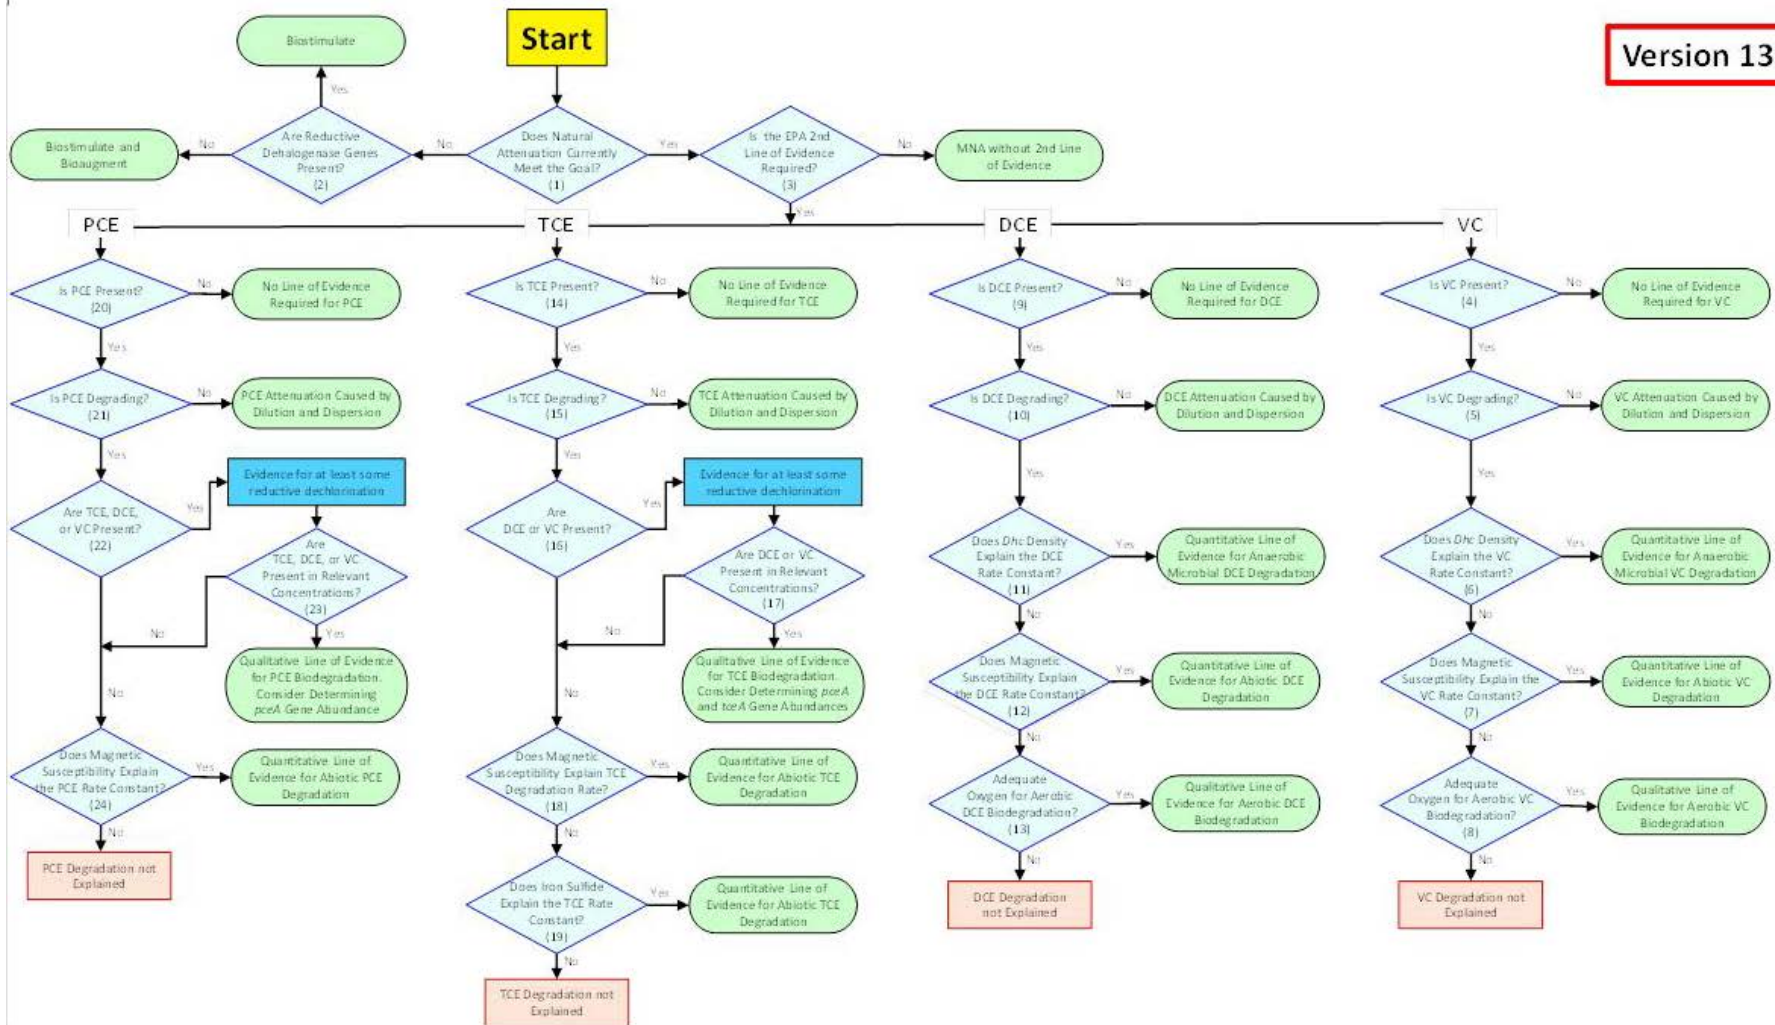 Start
Version 13
Biostimulate
Yes
Biostimulate and
Bioaugment
No
Are Reductive
Dehalogenase Genes
Present?
(2)
No
Does Natural
Attenuation Currently
Meet the Goal?
(1)
Yes
Is the EPA 2nd
Line of Evidence
Required?
(3)
No
MNA without 2nd Line
of Evidence
Yes
PCE
TCE
DCE
VC
Is PCE Present?
(20)
No
No Line of Evidence
Required for PCE
Yes
Is PCE Degrading?
(21)
No
PCE Attenuation Caused by
Dilution and Dispersion
Yes
Are TCE, DCE,
or VC Present?
(22)
Yes
Evidence for at least some
reductive dechlorination
Are
TCE, DCE, or VC
Present in Relevant
Concentrations?
(23)
No
Yes
Qualitative Line of Evidence
for PCE Biodegradation.
Consider Determining
pceA Gene Abundance
No
Does Magnetic
Susceptibility Explain
the PCE Rate Constant?
(24)
Yes
Quantitative Line of
Evidence for Abiotic PCE
Degradation
No
PCE Degradation not
Explained
Is TCE Present?
(14)
No
No Line of Evidence
Required for TCE
Yes
Is TCE Degrading?
(15)
No
TCE Attenuation Caused by
Dilution and Dispersion
Yes
Are
DCE or VC Present?
(16)
Yes
Evidence for at least some
reductive dechlorination
Are DCE or VC
Present in Relevant
Concentrations?
(17)
No
Yes
Qualitative Line of Evidence
for TCE Biodegradation.
Consider Determining pceA
and tceA Gene Abundances
No
Does Magnetic
Susceptibility Explain TCE
Degradation Rate?
(18)
Yes
Quantitative Line of
Evidence for Abiotic TCE
Degradation
No
Does Iron Sulfide
Explain the TCE Rate
Constant?
(19)
Yes
Quantitative Line of
Evidence for Abiotic TCE
Degradation
No
TCE Degradation not
Explained
Is DCE Present?
(9)
No
No Line of Evidence
Required for DCE
Yes
Is DCE Degrading?
(10)
No
DCE Attenuation Caused by
Dilution and Dispersion
Yes
Does Dhc Density
Explain the DCE
Rate Constant?
(11)
Yes
Quantitative Line of
Evidence for Anaerobic
Microbial DCE Degradation
No
Does Magnetic
Susceptibility Explain
the DCE Rate Constant?
(12)
Yes
Quantitative Line of
Evidence for Abiotic DCE
Degradation
No
Adequate
Oxygen for Aerobic
DCE Biodegradation?
(13)
Yes
Qualitative Line of
Evidence for Aerobic DCE
Biodegradation
No
DCE Degradation
not Explained
Is VC Present?
(4)
No
No Line of Evidence
Required for VC
Yes
Is VC Degrading?
(5)
No
VC Attenuation Caused by
Dilution and Dispersion
Yes
Does Dhc Density
Explain the VC
Rate Constant?
(6)
Yes
Quantitative Line of
Evidence for Anaerobic
Microbial VC Degradation
No
Does Magnetic
Susceptibility Explain the
VC Rate Constant?
(7)
Yes
Quantitative Line of
Evidence for Abiotic VC
Degradation
No
Adequate
Oxygen for Aerobic VC
Biodegradation?
(8)
Yes
Qualitative Line of
Evidence for Aerobic VC
Biodegradation
No
VC Degradation not
Explained